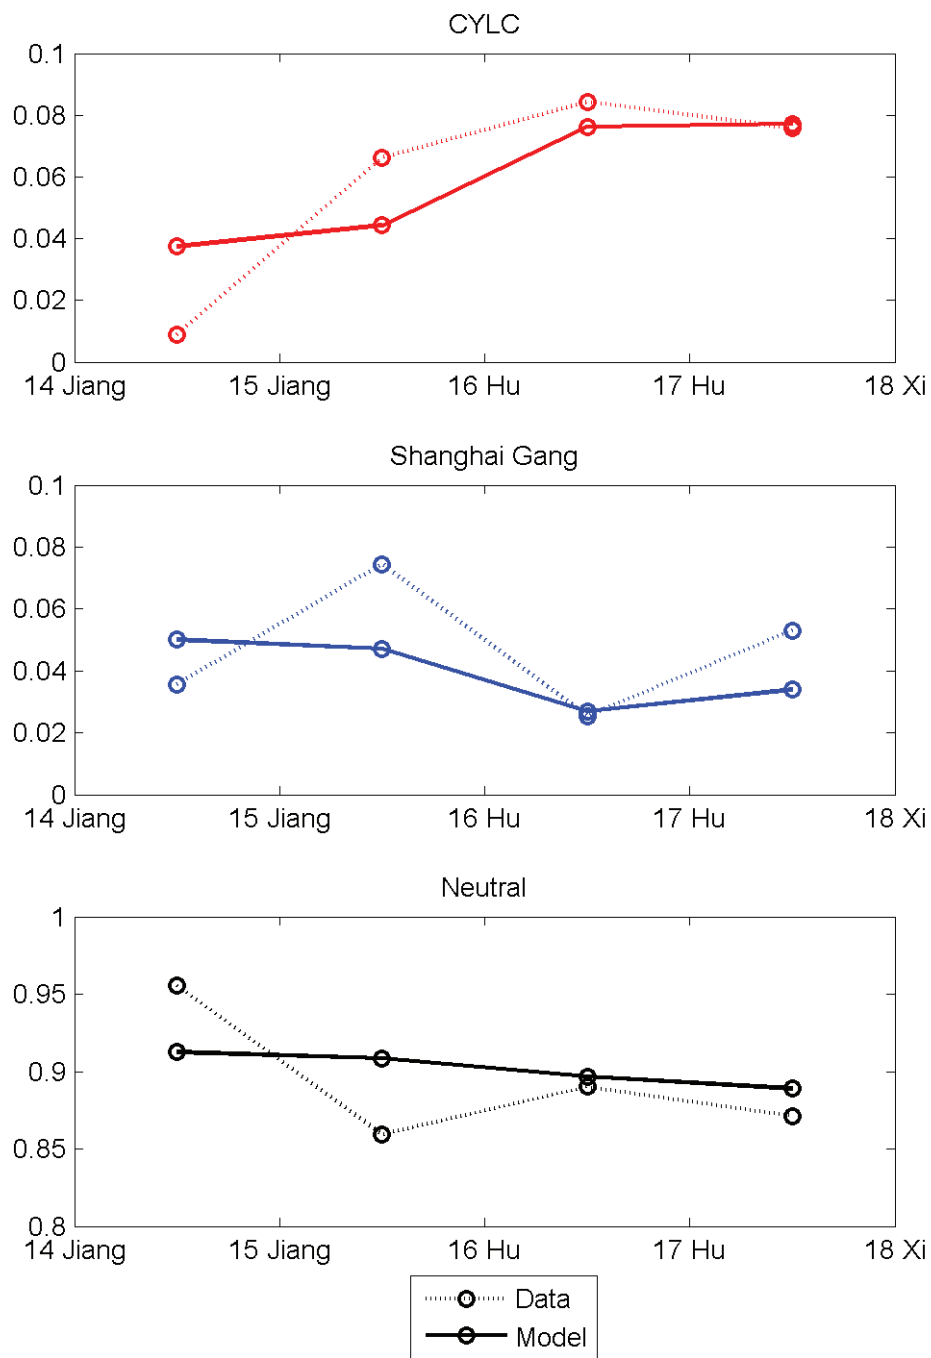 CYLC
0.1
0.08
0.06
0.04
0.02
0
14 Jiang 15 Jiang 16 Hu 17 Hu 18 Xi
Shanghai Gang
0.1
0.08
0.06
0.04
0.02
0
14 Jiang 15 Jiang 16 Hu 17 Hu 18 Xi
Neutral
1
0.95
0.9
0.85
0.8
14 Jiang 15 Jiang 16 Hu 17 Hu 18 Xi
Data
Model